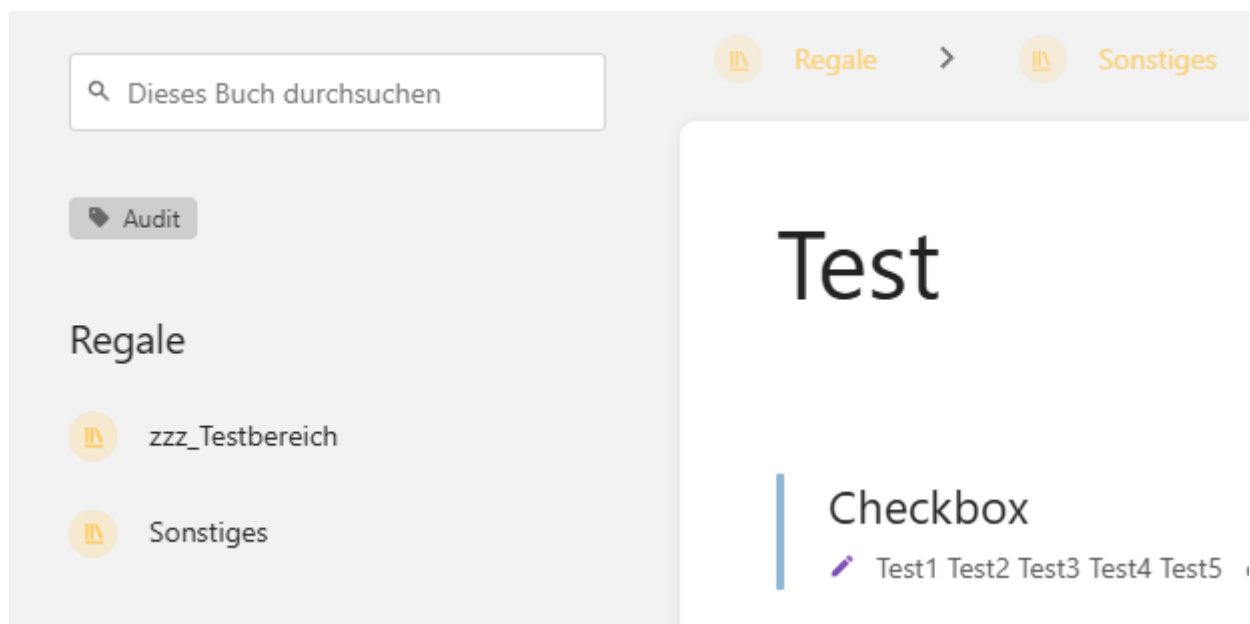 Dieses Buch durchsuchen
Audit
Regale
zzz_Testbereich
Sonstiges
Regale > Sonstiges
Test
Checkbox
Test1 Test2 Test3 Test4 Test5